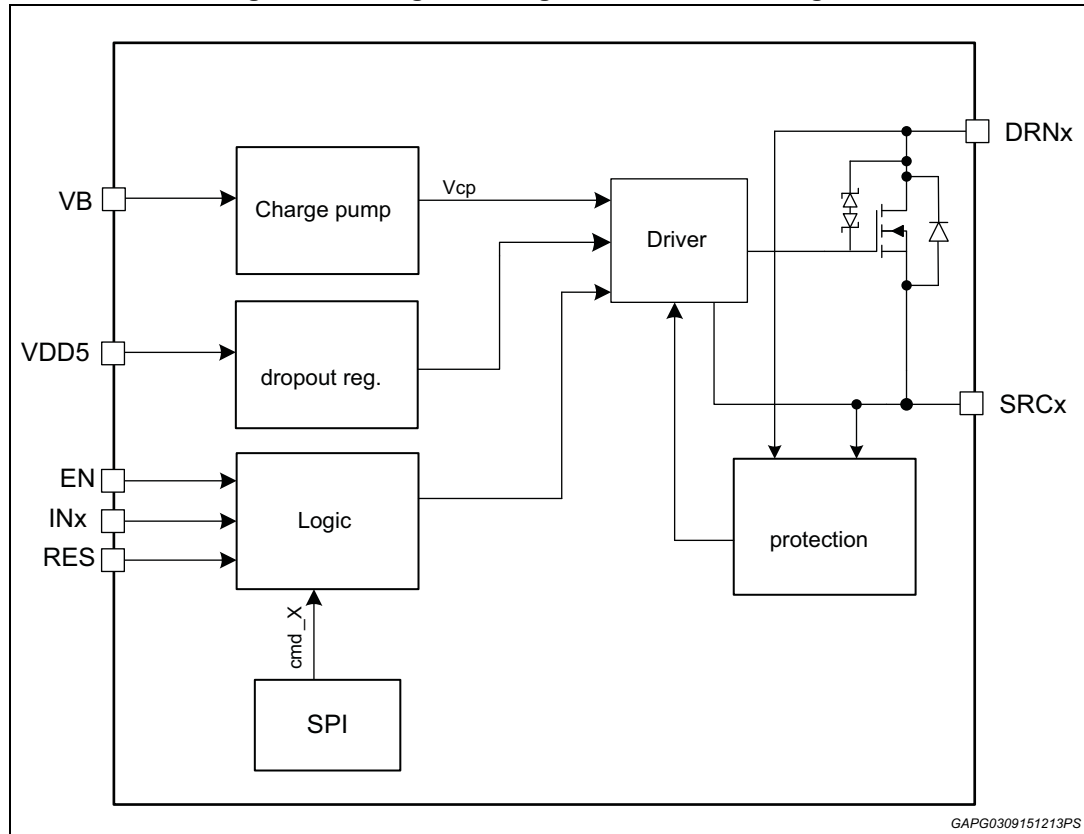 DRNx
VB
Charge pump
Vcp
Driver
VDD5
dropout reg.
SRCx
EN
INx
RES
Logic
protection
cmd_X
SPI
GAPG0309151213PS